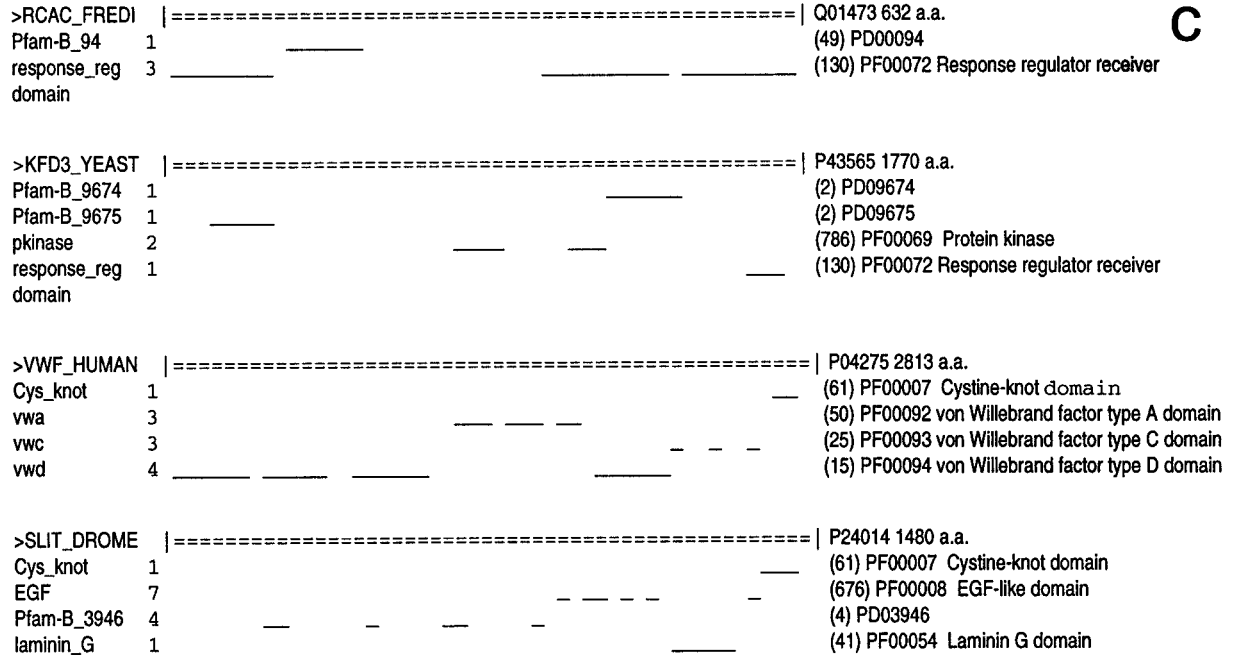 C
>RCAC_FREDI |================================================| Q01473 632 a.a.
Pfam-B_94 1 (49) PD00094
response_reg 3 (130) PF00072 Response regulator receiver
domain
>KFD3_YEAST |================================================| P43565 1770 a.a.
Pfam-B_9674 1 (2) PD09674
Pfam-B_9675 1 (2) PD09675
pkinase 2 (786) PF00069 Protein kinase
response_reg 1 (130) PF00072 Response regulator receiver
domain
>VWF_HUMAN |=================================================| P04275 2813 a.a.
Cys_knot 1 (61) PF00007 Cystine-knot domain
vwa 3 (50) PF00092 von Willebrand factor type A domain
vwc 3 (25) PF00093 von Willebrand factor type C domain
vwd 4 (15) PF00094 von Willebrand factor type D domain
>SLIT_DROME |=================================================| P24014 1480 a.a.
Cys_knot 1 (61) PF00007 Cystine-knot domain
EGF 7 (676) PF00008 EGF-like domain
Pfam-B_3946 4 (4) PD03946
laminin_G 1 (41) PF00054 Laminin G domain